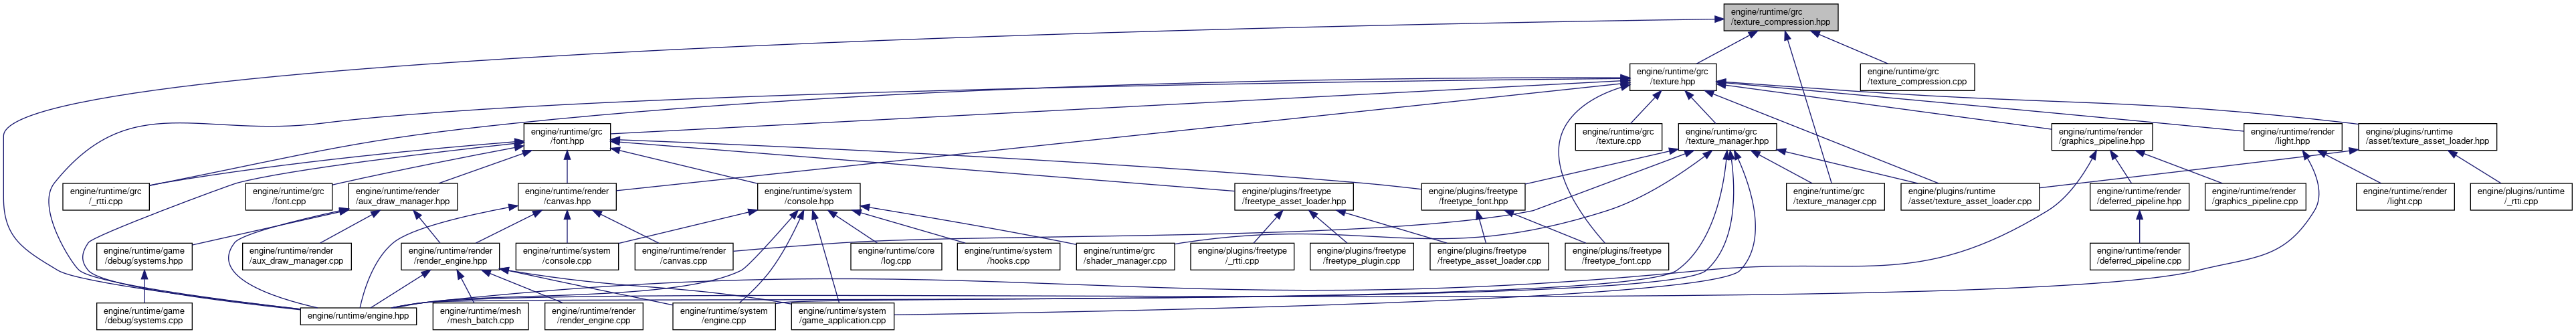 engine/runtime/grc
/texture_compression.hpp
engine/runtime/grc
/texture.hpp
engine/runtime/grc
/texture_compression.cpp
engine/runtime/grc
/font.hpp
engine/runtime/grc
/texture.cpp
engine/runtime/grc
/texture_manager.hpp
engine/runtime/render
/graphics_pipeline.hpp
engine/runtime/render
/light.hpp
engine/plugins/runtime
/asset/texture_asset_loader.hpp
engine/runtime/grc
/_rtti.cpp
engine/runtime/grc
/font.cpp
engine/runtime/render
/aux_draw_manager.hpp
engine/runtime/render
/canvas.hpp
engine/runtime/system
/console.hpp
engine/plugins/freetype
/freetype_asset_loader.hpp
engine/plugins/freetype
/freetype_font.hpp
engine/runtime/grc
/texture_manager.cpp
engine/plugins/runtime
/asset/texture_asset_loader.cpp
engine/runtime/render
/deferred_pipeline.hpp
engine/runtime/render
/graphics_pipeline.cpp
engine/runtime/render
/light.cpp
engine/plugins/runtime
/_rtti.cpp
engine/runtime/game
/debug/systems.hpp
engine/runtime/render
/aux_draw_manager.cpp
engine/runtime/render
/render_engine.hpp
engine/runtime/system
/console.cpp
engine/runtime/render
/canvas.cpp
engine/runtime/core
/log.cpp
engine/runtime/system
/hooks.cpp
engine/runtime/grc
/shader_manager.cpp
engine/plugins/freetype
/_rtti.cpp
engine/plugins/freetype
/freetype_plugin.cpp
engine/plugins/freetype
/freetype_asset_loader.cpp
engine/plugins/freetype
/freetype_font.cpp
engine/runtime/render
/deferred_pipeline.cpp
engine/runtime/game
/debug/systems.cpp
engine/runtime/engine.hpp
engine/runtime/mesh
/mesh_batch.cpp
engine/runtime/render
/render_engine.cpp
engine/runtime/system
/engine.cpp
engine/runtime/system
/game_application.cpp